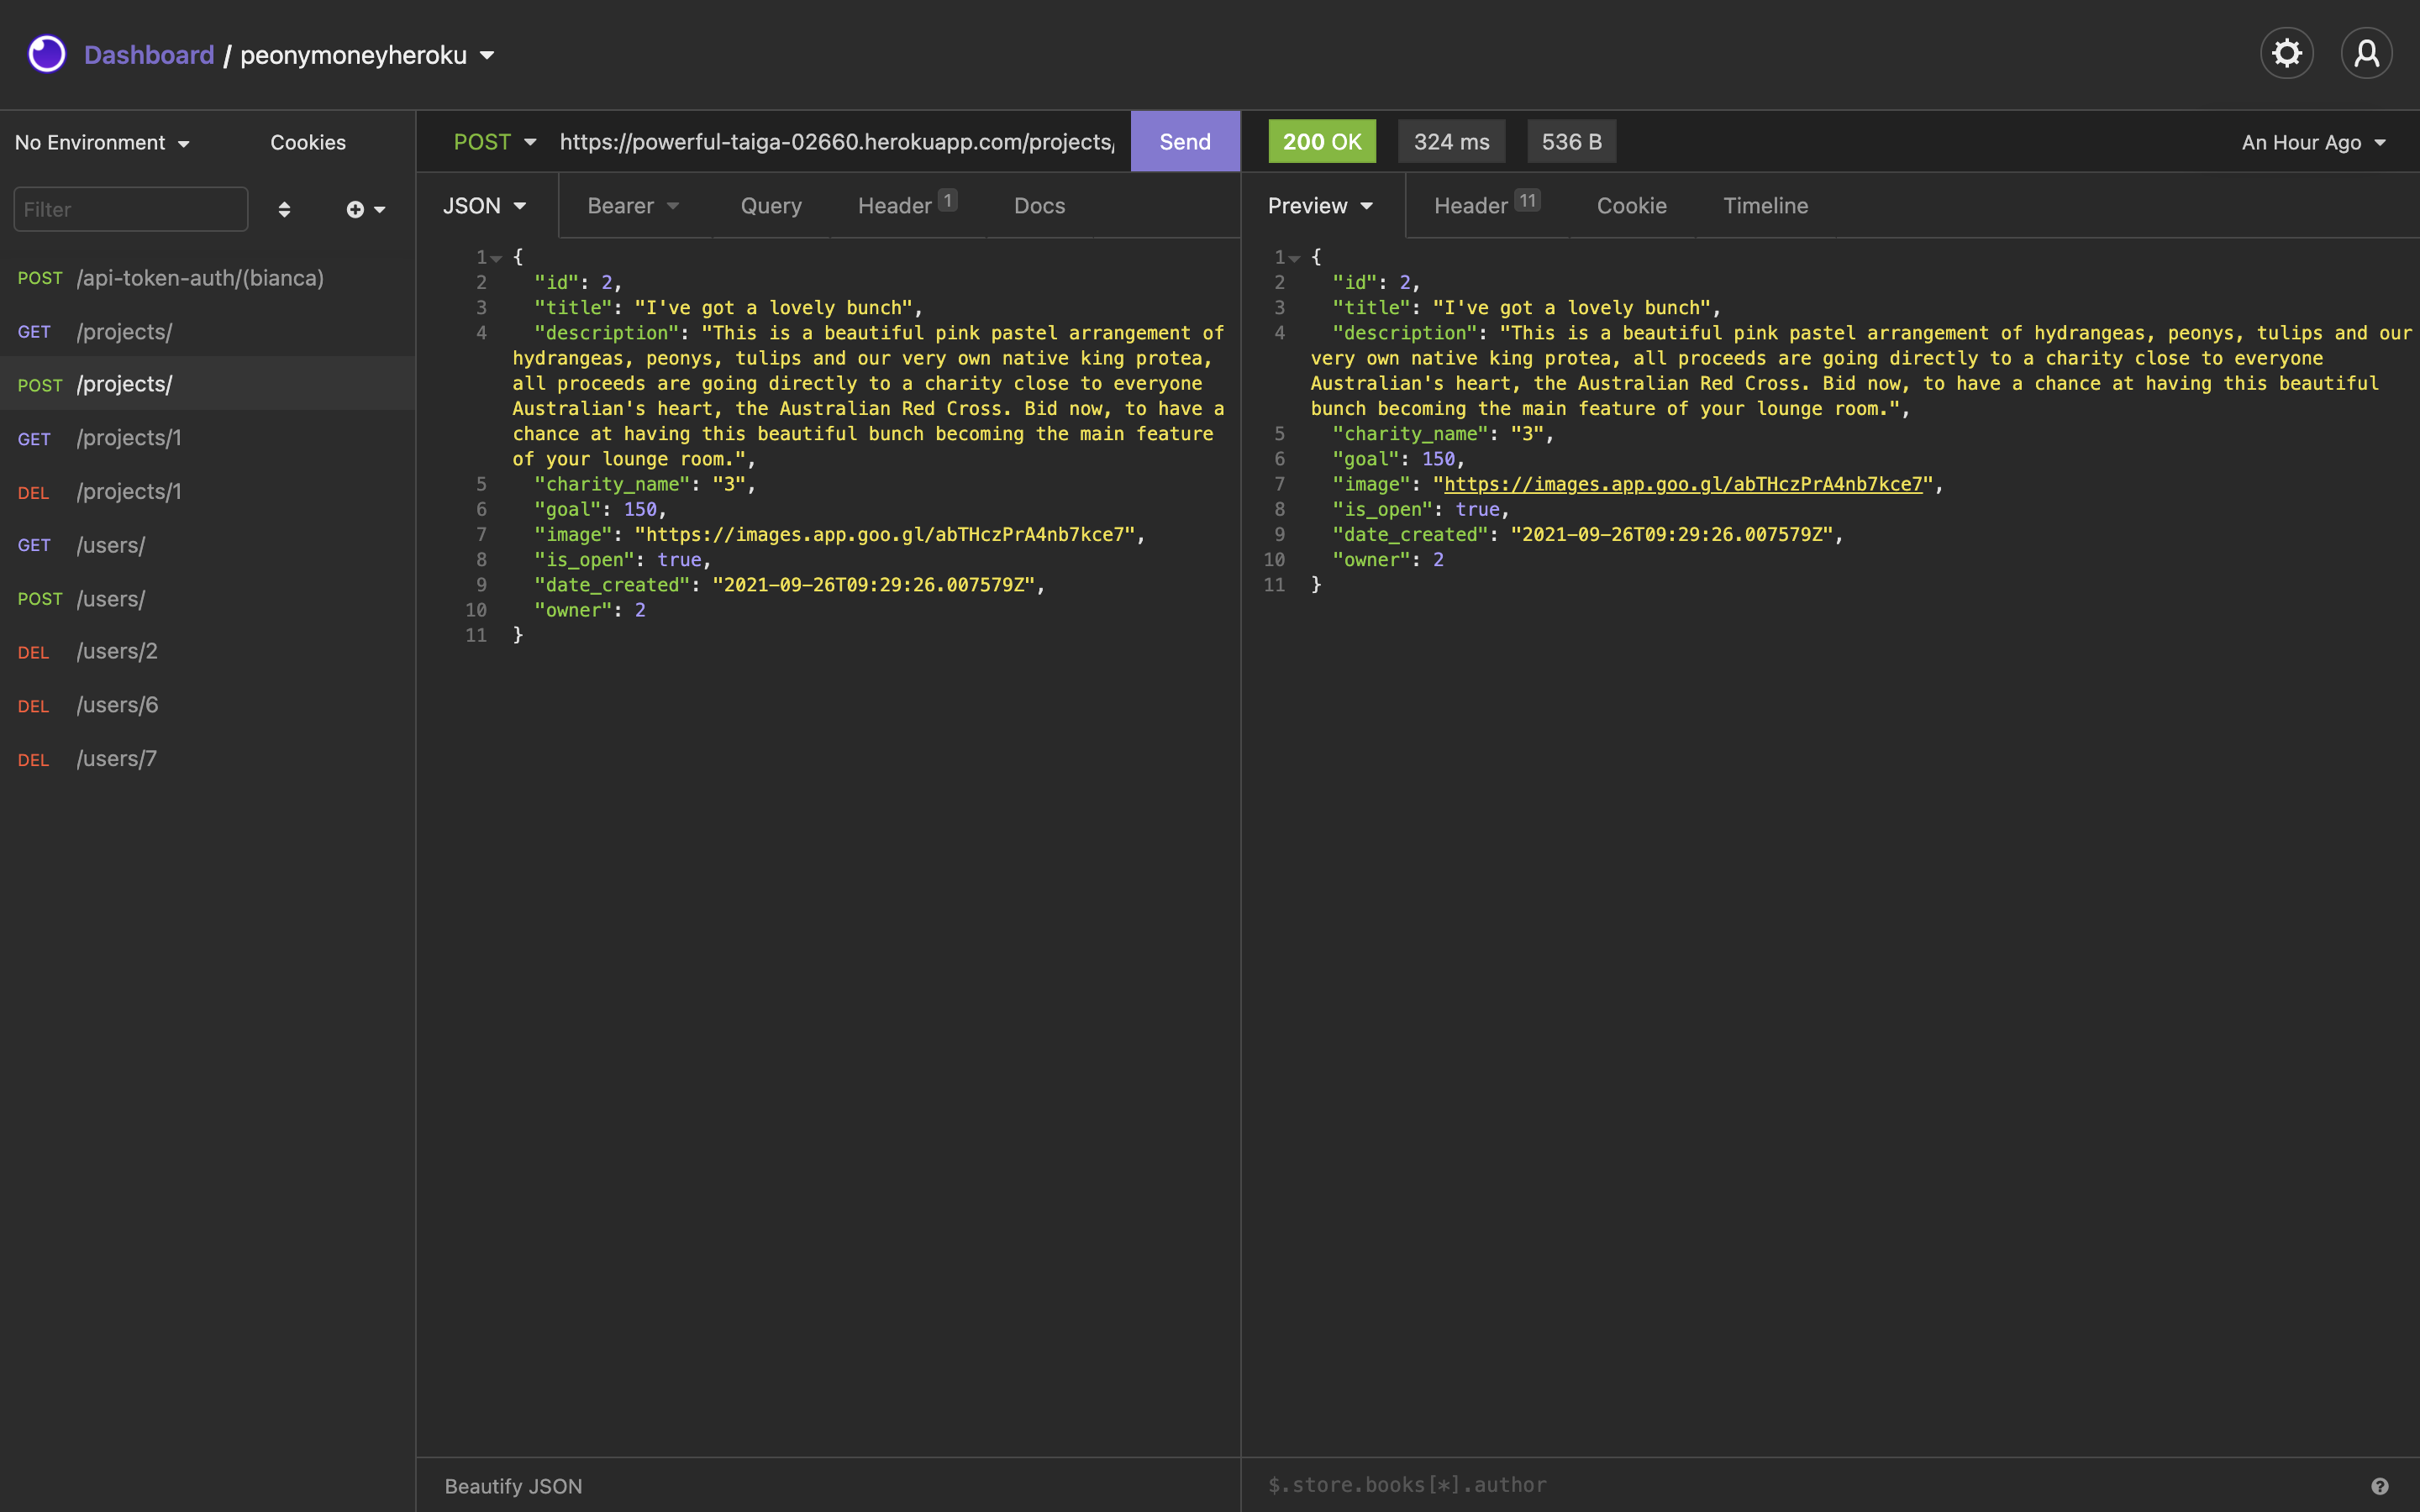 Dashboard / peonymoneyheroku
No Environment
Cookies
Filter
POST /api-token-auth/(bianca)
GET /projects/
POST /projects/
GET /projects/1
DEL /projects/1
GET /users/
POST /users/
DEL /users/2
DEL /users/6
DEL /users/7
POST https://powerful-taiga-02660.herokuapp.com/projects/ Send
JSON Bearer Query Header 1 Docs
1 {
2 "id": 2,
3 "title": "I've got a lovely bunch",
4 "description": "This is a beautiful pink pastel arrangement of
hydrangeas, peonys, tulips and our very own native king protea,
all proceeds are going directly to a charity close to everyone
Australian's heart, the Australian Red Cross. Bid now, to have a
chance at having this beautiful bunch becoming the main feature
of your lounge room.",
5 "charity_name": "3",
6 "goal": 150,
7 "image": "https://images.app.goo.gl/abTHczPrA4nb7kce7",
8 "is_open": true,
9 "date_created": "2021-09-26T09:29:26.007579Z",
10 "owner": 2
11 }
Beautify JSON
200 OK 324 ms 536 B An Hour Ago
Preview Header 11 Cookie Timeline
1 {
2 "id": 2,
3 "title": "I've got a lovely bunch",
4 "description": "This is a beautiful pink pastel arrangement of hydrangeas, peonys, tulips and our
very own native king protea, all proceeds are going directly to a charity close to everyone
Australian's heart, the Australian Red Cross. Bid now, to have a chance at having this beautiful
bunch becoming the main feature of your lounge room.",
5 "charity_name": "3",
6 "goal": 150,
7 "image": "https://images.app.goo.gl/abTHczPrA4nb7kce7",
8 "is_open": true,
9 "date_created": "2021-09-26T09:29:26.007579Z",
10 "owner": 2
11 }
$.store.books[*].author